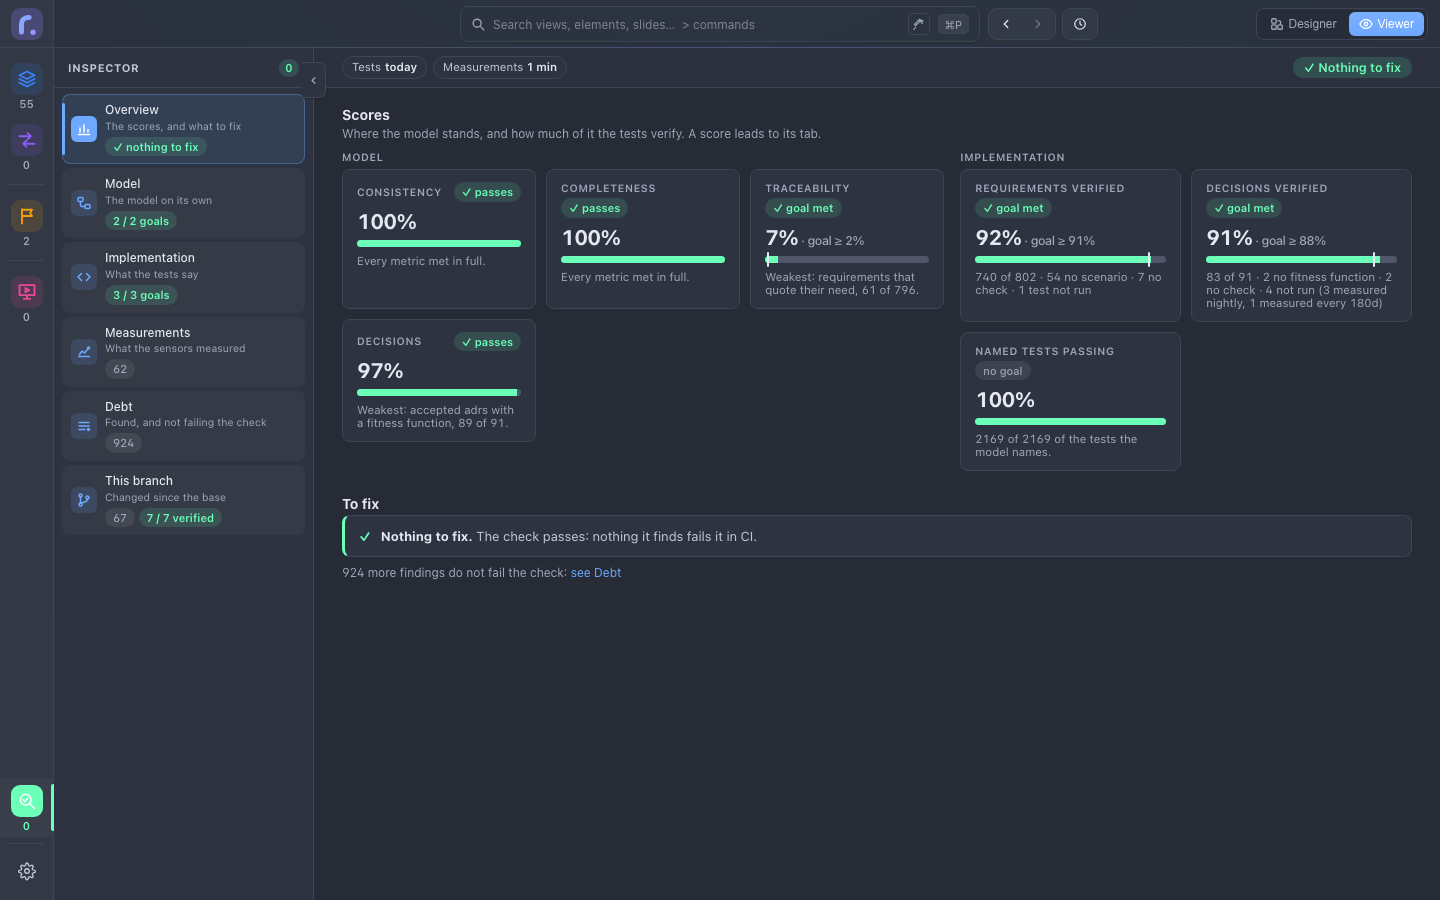 Search views, elements, slides... > commands
⌘P
Designer
Viewer
55
0
2
0
0
INSPECTOR
0
Overview
The scores, and what to fix
✓ nothing to fix
Model
The model on its own
2 / 2 goals
Implementation
What the tests say
3 / 3 goals
Measurements
What the sensors measured
62
Debt
Found, and not failing the check
924
This branch
Changed since the base
67
7 / 7 verified
Tests today
Measurements 1 min
✓ Nothing to fix
Scores
Where the model stands, and how much of it the tests verify. A score leads to its tab.
MODEL
CONSISTENCY
✓ passes
100%
Every metric met in full.
COMPLETENESS
✓ passes
100%
Every metric met in full.
TRACEABILITY
✓ goal met
7% · goal ≥ 2%
Weakest: requirements that
quote their need, 61 of 796.
DECISIONS
✓ passes
97%
Weakest: accepted adrs with
a fitness function, 89 of 91.
IMPLEMENTATION
REQUIREMENTS VERIFIED
✓ goal met
92% · goal ≥ 91%
740 of 802 · 54 no scenario · 7 no
check · 1 test not run
DECISIONS VERIFIED
✓ goal met
91% · goal ≥ 88%
83 of 91 · 2 no fitness function · 2
no check · 4 not run (3 measured
nightly, 1 measured every 180d)
NAMED TESTS PASSING
no goal
100%
2169 of 2169 of the tests the
model names.
To fix
✓ Nothing to fix. The check passes: nothing it finds fails it in CI.
924 more findings do not fail the check: see Debt